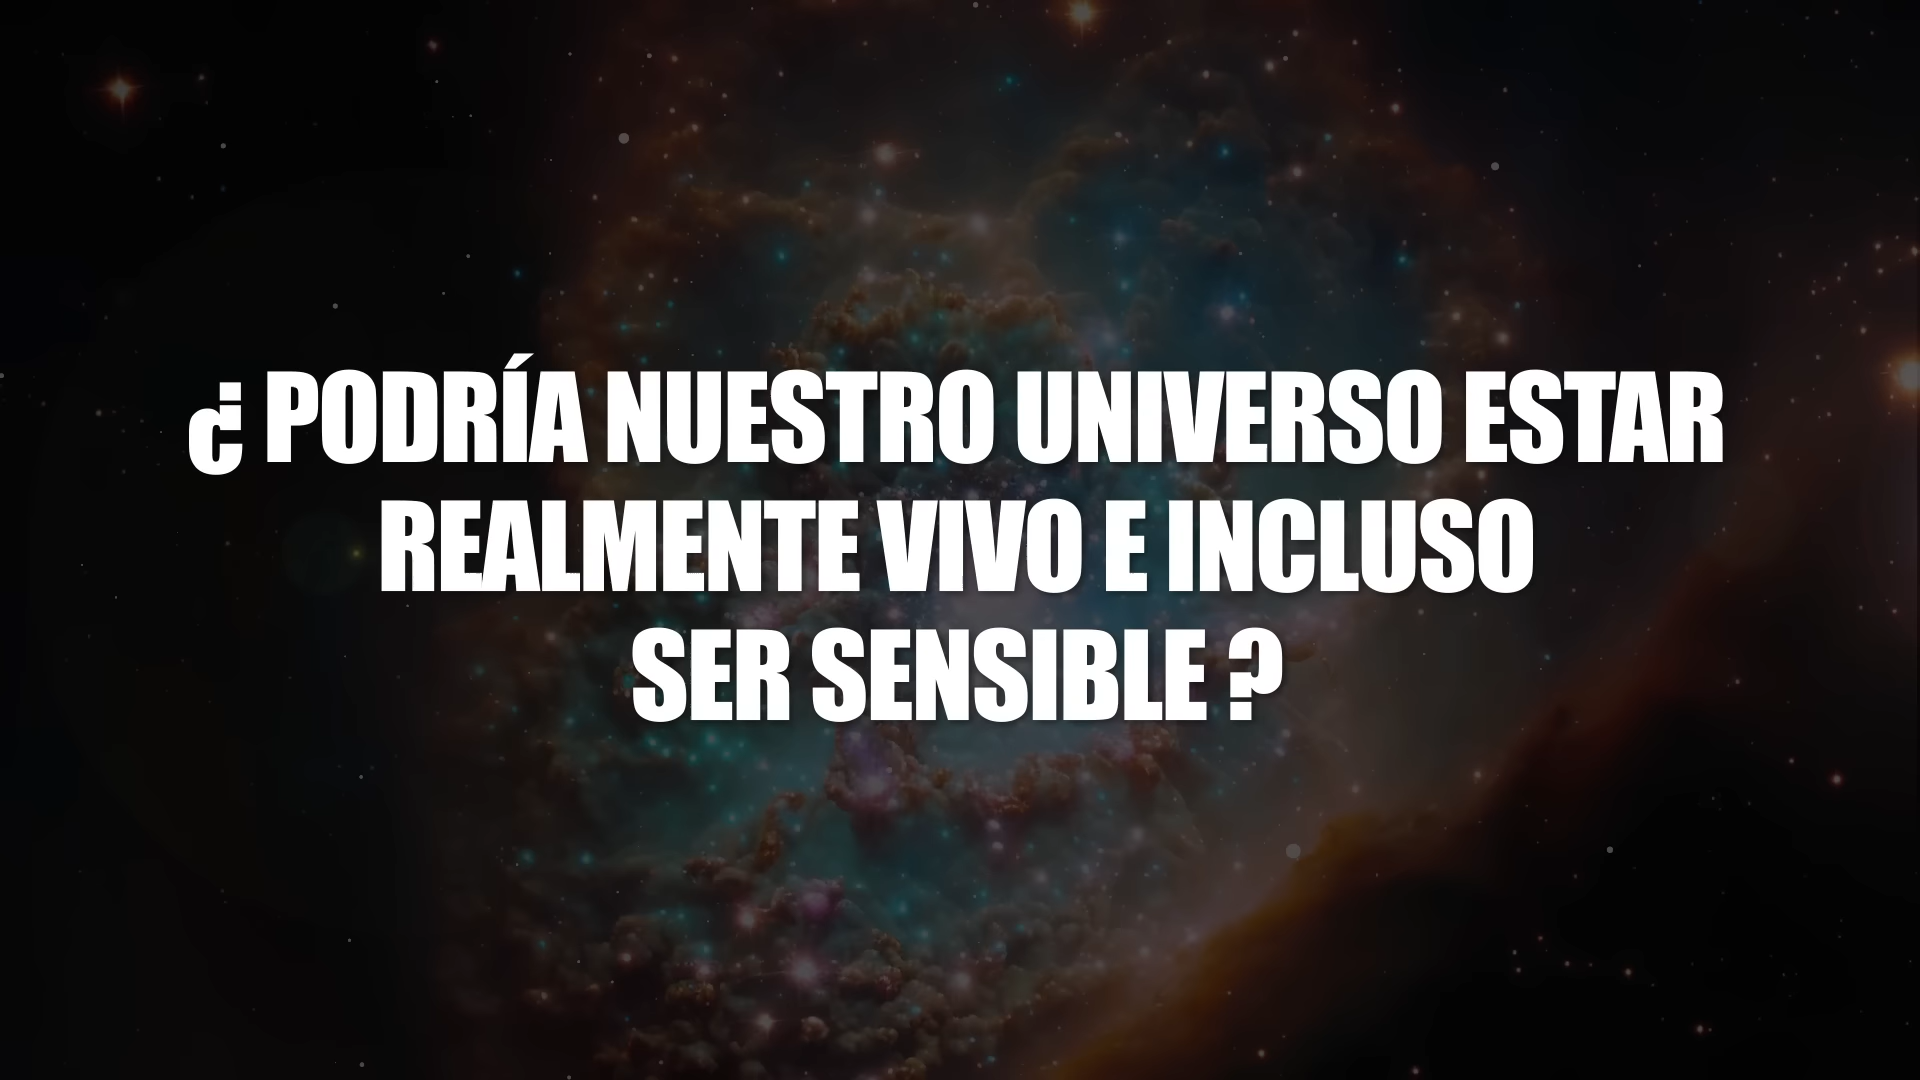 ¿ PODRÍA NUESTRO UNIVERSO ESTAR
REALMENTE VIVO E INCLUSO
SER SENSIBLE ?